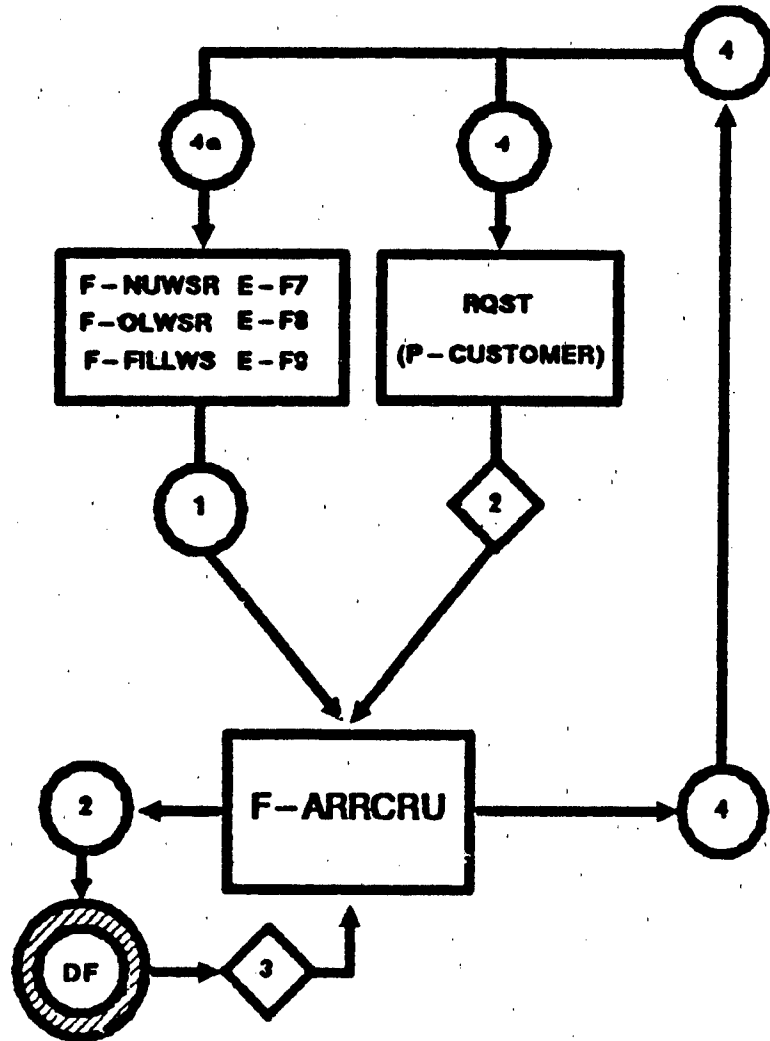 4
4a
4
F-NUWSR E-F7
F-OLWSR E-F8
F-FILLWS E-F9
RQST
(P-CUSTOMER)
1
2
F-ARRCRU
2
4
DF
3